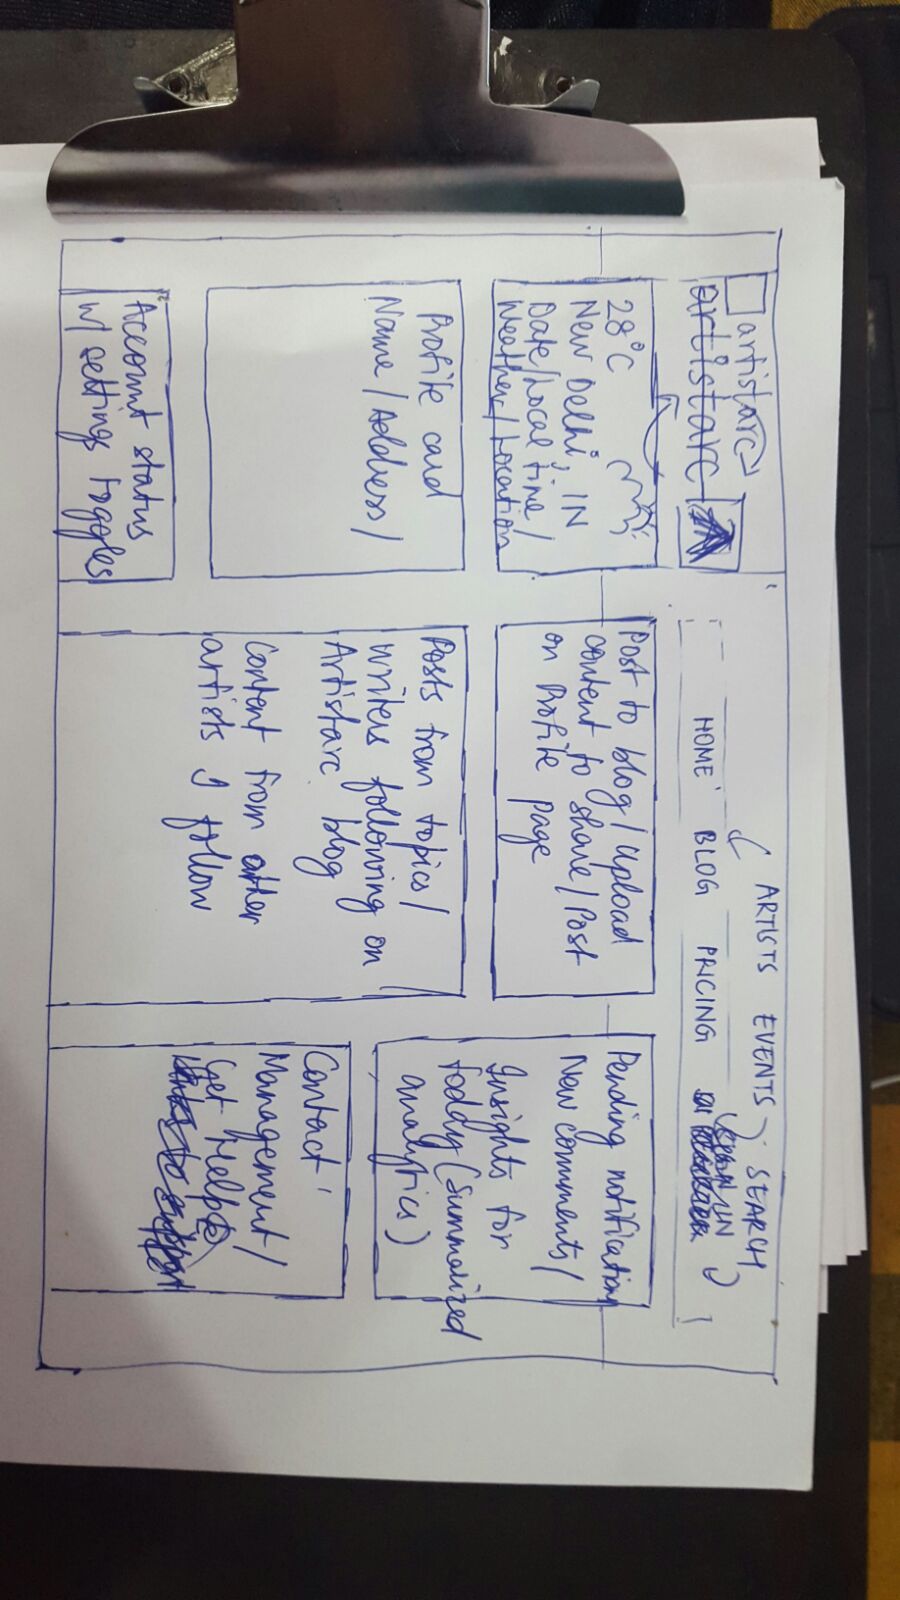 artistarc
artistarc
ARTISTS EVENTS SEARCH
HOME BLOG PRICING IN
28°C
New Delhi, IN
Date/Local time/
Weather/Location
Profile card
Name/Address/
Account status
w/ settings toggles
Post to blog/Upload
content to share/Post
on Profile page
Posts from topics/
writers following on
Artistarc blog
Content from other
artists I follow
Pending notifications
New comments/
Insights for
today (Summarized
analytics)
Contact
Management/
Get help